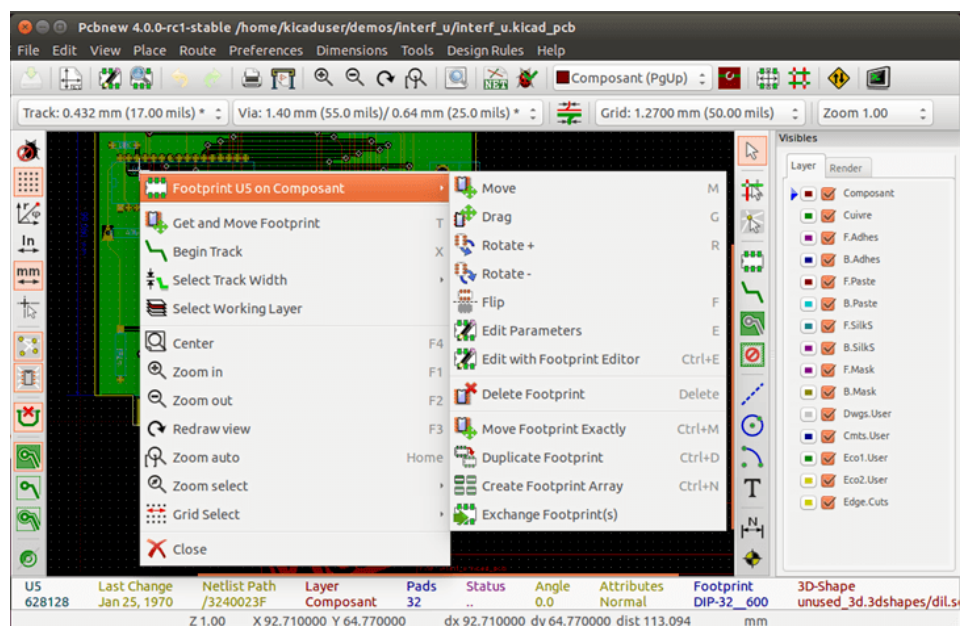 Pcbnew 4.0.0-rc1-stable /home/kicaduser/demos/interf_u/interf_u.kicad_pcb
File Edit View Place Route Preferences Dimensions Tools Design Rules Help
NET Composant (PgUp)
Track: 0.432 mm (17.00 mils) * Via: 1.40 mm (55.0 mils)/ 0.64 mm (25.0 mils) * Grid: 1.2700 mm (50.00 mils) Zoom 1.00
Visibles
Layer Render
In
mm
Footprint US on Composant
Get and Move Footprint T
Begin Track X
Select Track Width
Select Working Layer
Center F4
Zoom in F1
Zoom out F2
Redraw view F3
Zoom auto Home
Zoom select
Grid Select
Close
Move M
Drag G
Rotate + R
Rotate -
Flip F
Edit Parameters E
Edit with Footprint Editor Ctrl+E
Delete Footprint Delete
Move Footprint Exactly Ctrl+M
Duplicate Footprint Ctrl+D
Create Footprint Array Ctrl+N
Exchange Footprint(s)
T
N
Composant
Cuivre
F.Adhes
B.Adhes
F.Paste
B.Paste
F.SilkS
B.SilkS
F.Mask
B.Mask
Dwgs.User
Cmts.User
Eco1.User
Eco2.User
Edge.Cuts
US Last Change Netlist Path Layer Pads Status Angle Attributes Footprint 3D-Shape
628128 Jan 25, 1970 /3240023F Composant 32 .. 0.0 Normal DIP-32__600 unused_3d.3dshapes/dil.s
Z 1.00 X 92.710000 Y 64.770000 dx 92.710000 dy 64.770000 dist 113.094 mm